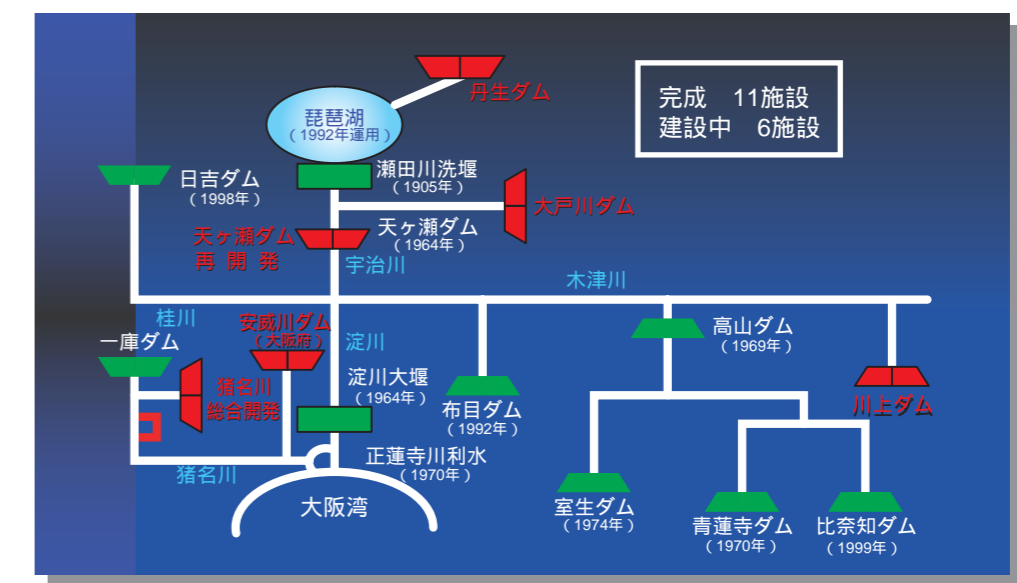 丹生ダム
完成　11施設
建設中　6施設
琵琶湖
（1992年運用）
瀬田川洗堰
（1905年）
日吉ダム
（1998年）
大戸川ダム
天ヶ瀬ダム
再開発
天ヶ瀬ダム
（1964年）
宇治川
木津川
桂川
一庫ダム
安威川ダム
（大阪府）
淀川
高山ダム
（1969年）
猪名川
総合開発
淀川大堰
（1964年）
布目ダム
（1992年）
川上ダム
猪名川
正蓮寺川利水
（1970年）
大阪湾
室生ダム
（1974年）
青蓮寺ダム
（1970年）
比奈知ダム
（1999年）